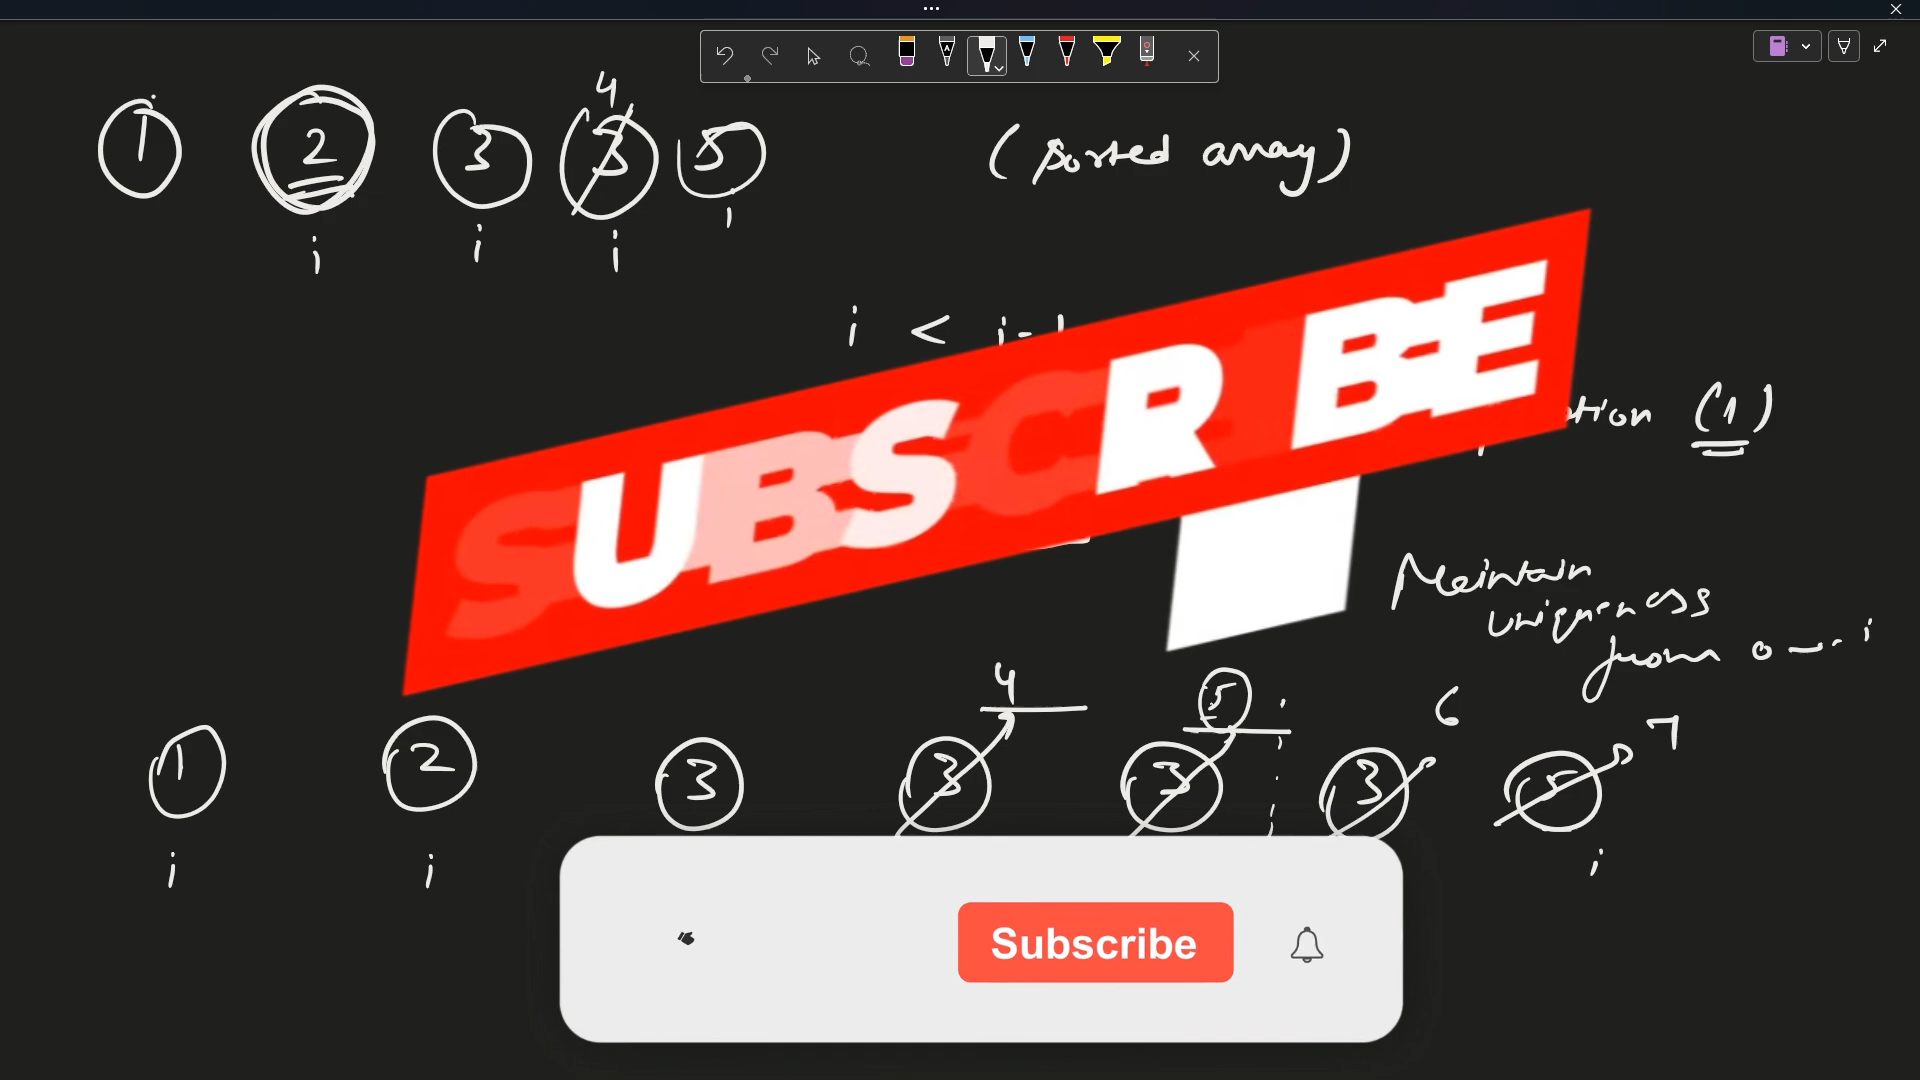 4
1 2 3 3 5
(sorted array)
i i i i
i < i-1
(1)
SUBSCRIBE
Maintain
uniqueness
from 0 --- i
4 5 6 7
1 2 3 3 3 3 5
i i i
Subscribe